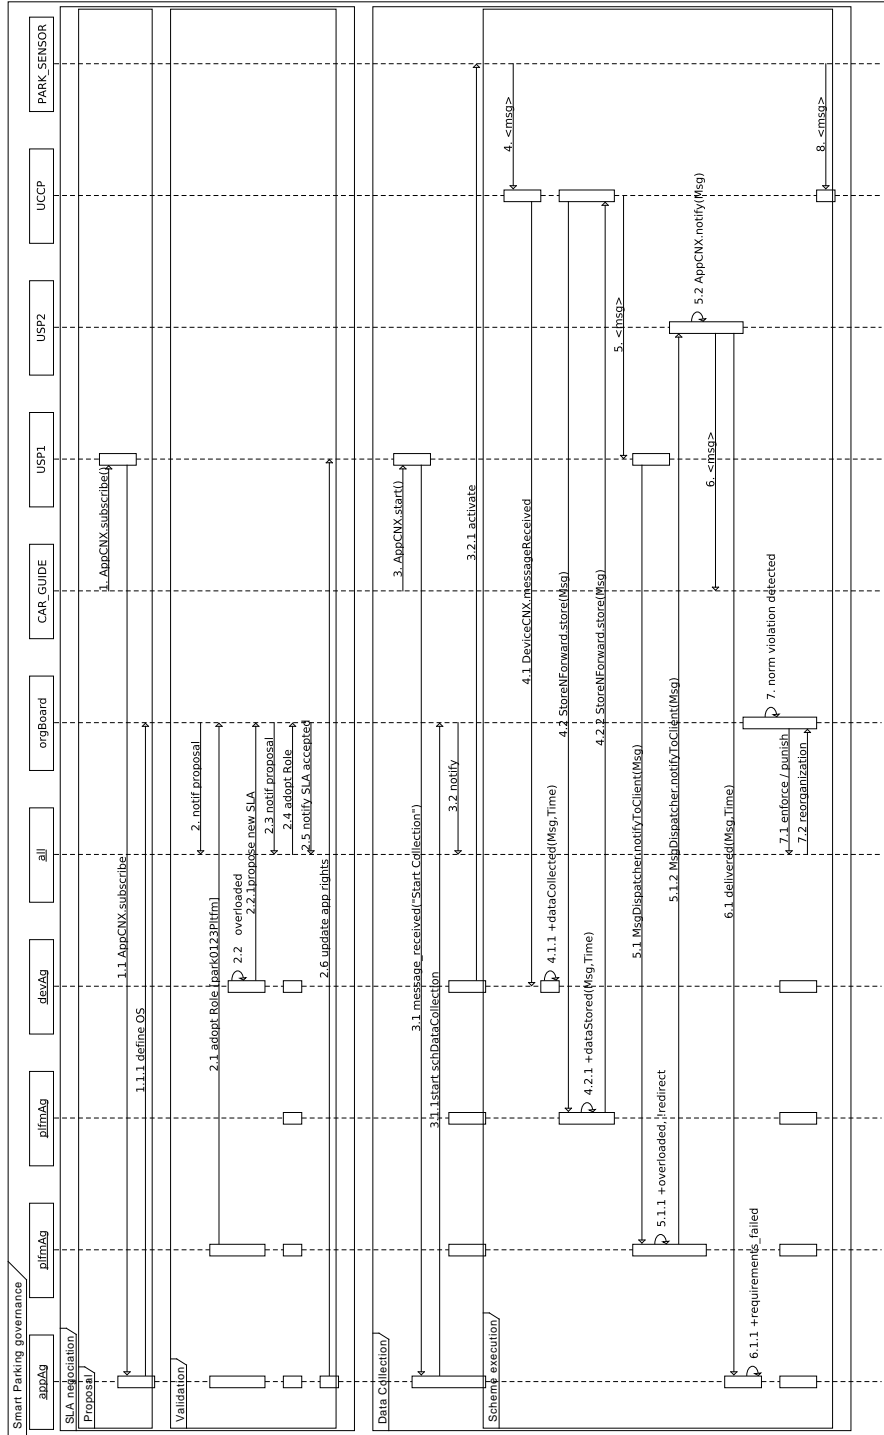 Smart Parking governance
appAg
plfmAg
plfmAg
devAg
all
orgBoard
CAR_GUIDE
USP1
USP2
UCCP
PARK_SENSOR
SLA negociation
Proposal
1. AppCNX.subscribe()
1.1 AppCNX.subscribe
1.1.1 define OS
Validation
2. notif proposal
2.1 adopt Role [park0123Pltfm]
2.2 overloaded
2.2.1propose new SLA
2.3 notif proposal
2.4 adopt Role
2.5 notify SLA accepted
2.6 update app rights
Data Collection
3. AppCNX.start()
3.1 message_received("Start Collection")
3.1.1start schDataCollection
3.2 notify
3.2.1 activate
Scheme execution
4. <msg>
4.1 DeviceCNX.messageReceived
4.1.1 +dataCollected(Msg,Time)
4.2 StoreNForward.store(Msg)
4.2.1 +dataStored(Msg,Time)
4.2.2 StoreNForward.store(Msg)
5. <msg>
5.1 MsgDispatcher.notifyToClient(Msg)
5.1.1 +overloaded, !redirect
5.1.2 MsgDispatcher.notifyToClient(Msg)
5.2 AppCNX.notify(Msg)
6. <msg>
6.1 delivered(Msg,Time)
6.1.1 +requirements_failed
7. norm violation detected
7.1 enforce / punish
7.2 reorganization
8. <msg>